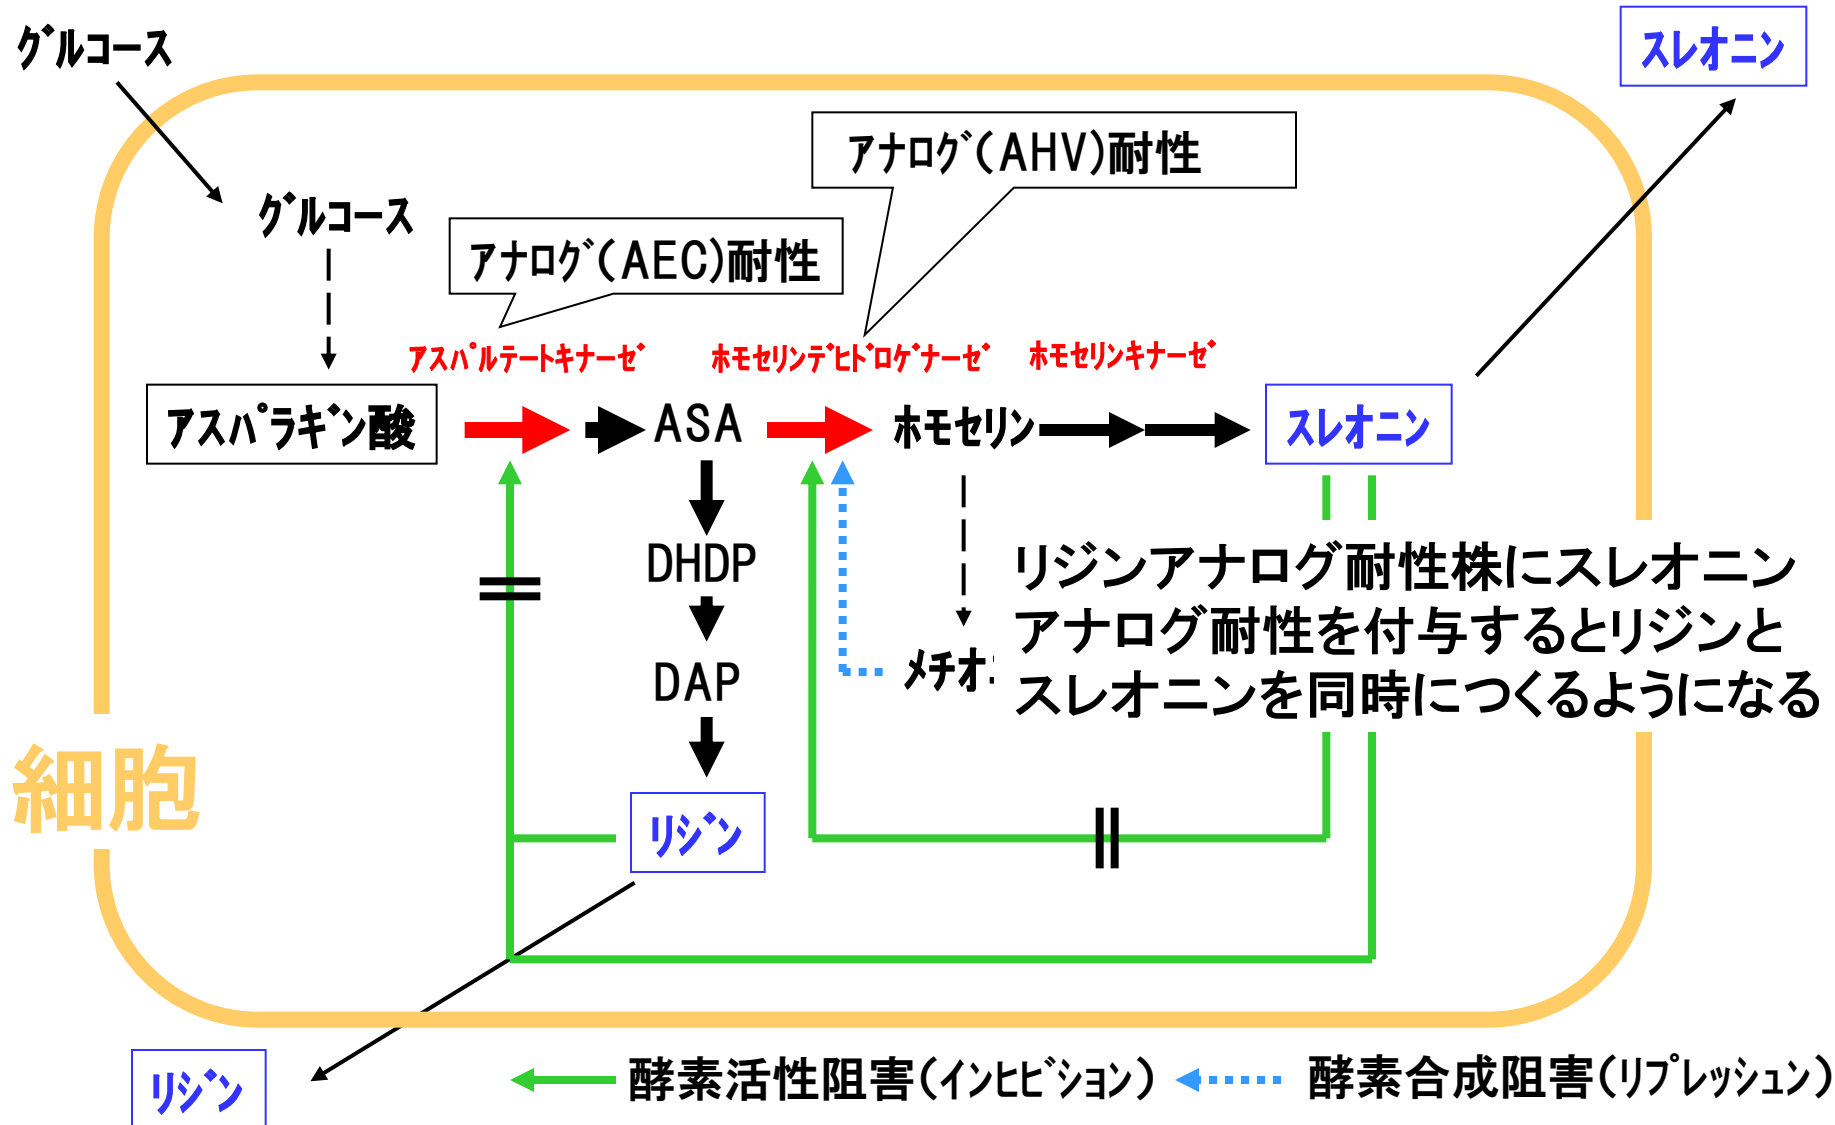 グルコース
スレオニン
アナログ(AHV)耐性
グルコース
アナログ(AEC)耐性
アスパルテートキナーゼ
ホモセリンデヒドロゲナーゼ
ホモセリンキナーゼ
アスパラギン酸
ASA
ホモセリン
スレオニン
DHDP
リジンアナログ耐性株にスレオニン
アナログ耐性を付与するとリジンと
スレオニンを同時につくるようになる
DAP
メチオ
細胞
リジン
リジン
酵素活性阻害(インヒビション)
酵素合成阻害(リプレッシュン)